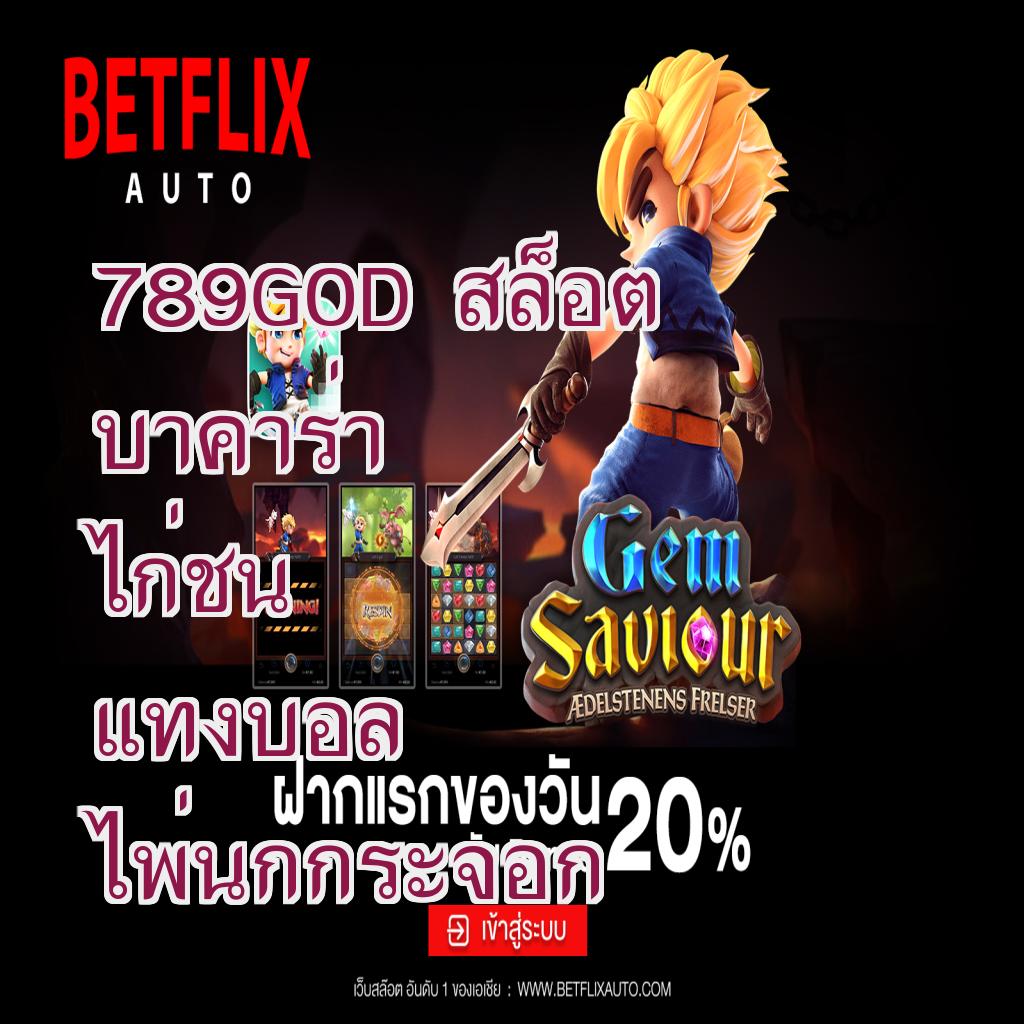 BETFLIX
AUTO
789GOD สล็อต
บาคาร่า
ไก่ชน
แทงบอล
ไพ่นกกระจอก
Gem
Saviour
ÆDELSTENENS FRELSER
ฝากแรกของวัน 20%
เข้าสู่ระบบ
เว็บสล๊อต อันดับ 1 ของเอเชีย : WWW.BETFLIXAUTO.COM